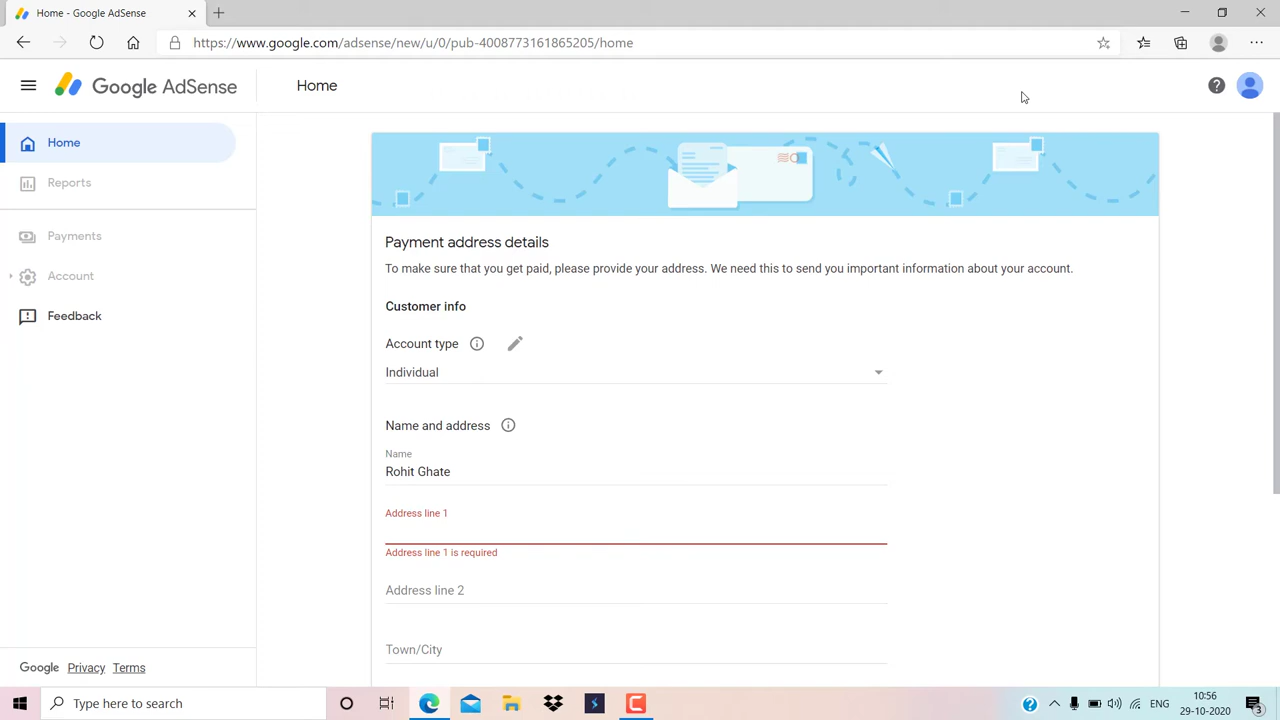 Home - Google AdSense
https://www.google.com/adsense/new/u/0/pub-4008773161865205/home
Google AdSense
Home
Home
Reports
Payments
Account
Feedback
Payment address details
To make sure that you get paid, please provide your address. We need this to send you important information about your account.
Customer info
Account type
Individual
Name and address
Name
Rohit Ghate
Address line 1
Address line 1 is required
Address line 2
Town/City
Google Privacy Terms
Type here to search
ENG
10:56
29-10-2020
3